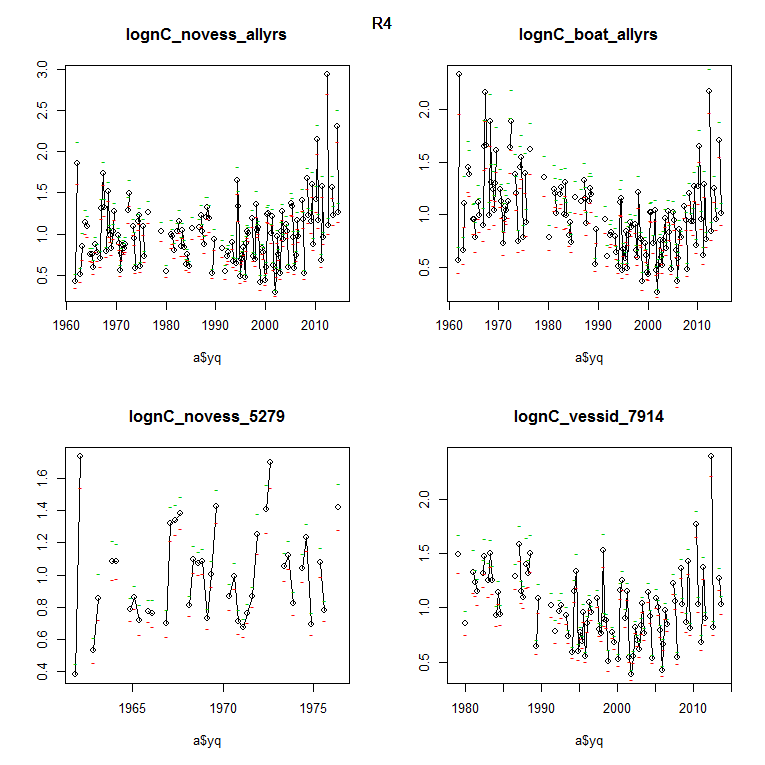 R4
lognC_novess_allyrs
0.5 1.0 1.5 2.0 2.5 3.0
1960 1970 1980 1990 2000 2010
a$yq
lognC_boat_allyrs
0.5 1.0 1.5 2.0
1960 1970 1980 1990 2000 2010
a$yq
lognC_novess_5279
0.4 0.6 0.8 1.0 1.2 1.4 1.6
1965 1970 1975
a$yq
lognC_vessid_7914
0.5 1.0 1.5 2.0
1980 1990 2000 2010
a$yq